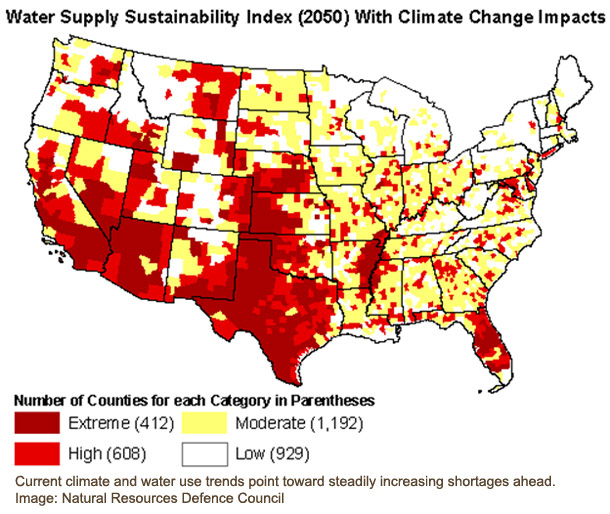 Water Supply Sustainability Index (2050) With Climate Change Impacts
Number of Counties for each Category in Parentheses
Extreme (412) Moderate (1,192)
High (608) Low (929)
Current climate and water use trends point toward steadily increasing shortages ahead.
Image: Natural Resources Defence Council